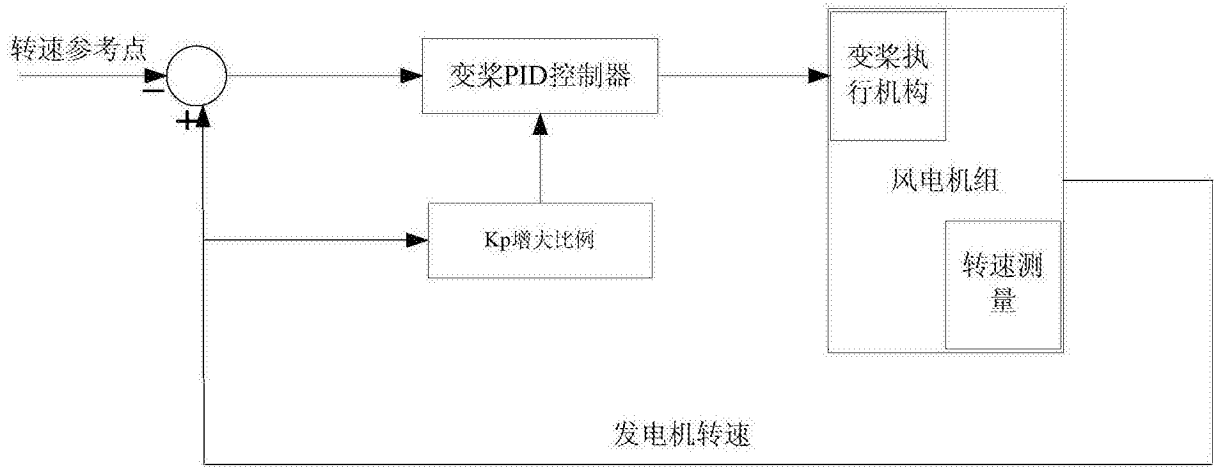 转速参考点
−
+
变桨PID控制器
变桨执
行机构
风电机组
Kp增大比例
转速测
量
发电机转速